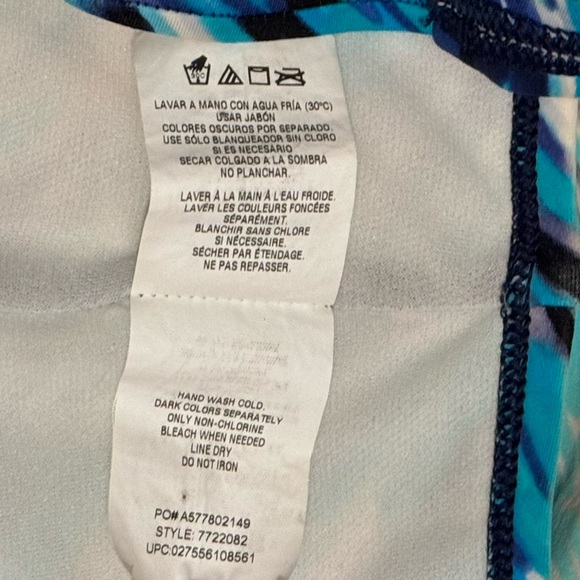 LAVAR A MANO CON AGUA FRÍA (30ºC)
USAR JABÓN
COLORES OSCUROS POR SEPARADO.
USE SÓLO BLANQUEADOR SIN CLORO
SI ES NECESARIO
SECAR COLGADO A LA SOMBRA
NO PLANCHAR.
LAVER À LA MAIN À L'EAU FROIDE.
LAVER LES COULEURS FONCÉES
SÉPARÉMENT.
BLANCHIR SANS CHLORE
SI NÉCESSAIRE.
SÉCHER PAR ÉTENDAGE.
NE PAS REPASSER.
HAND WASH COLD.
DARK COLORS SEPARATELY
ONLY NON-CHLORINE
BLEACH WHEN NEEDED
LINE DRY
DO NOT IRON
PO# A577802149
STYLE: 7722082
UPC:027556108561